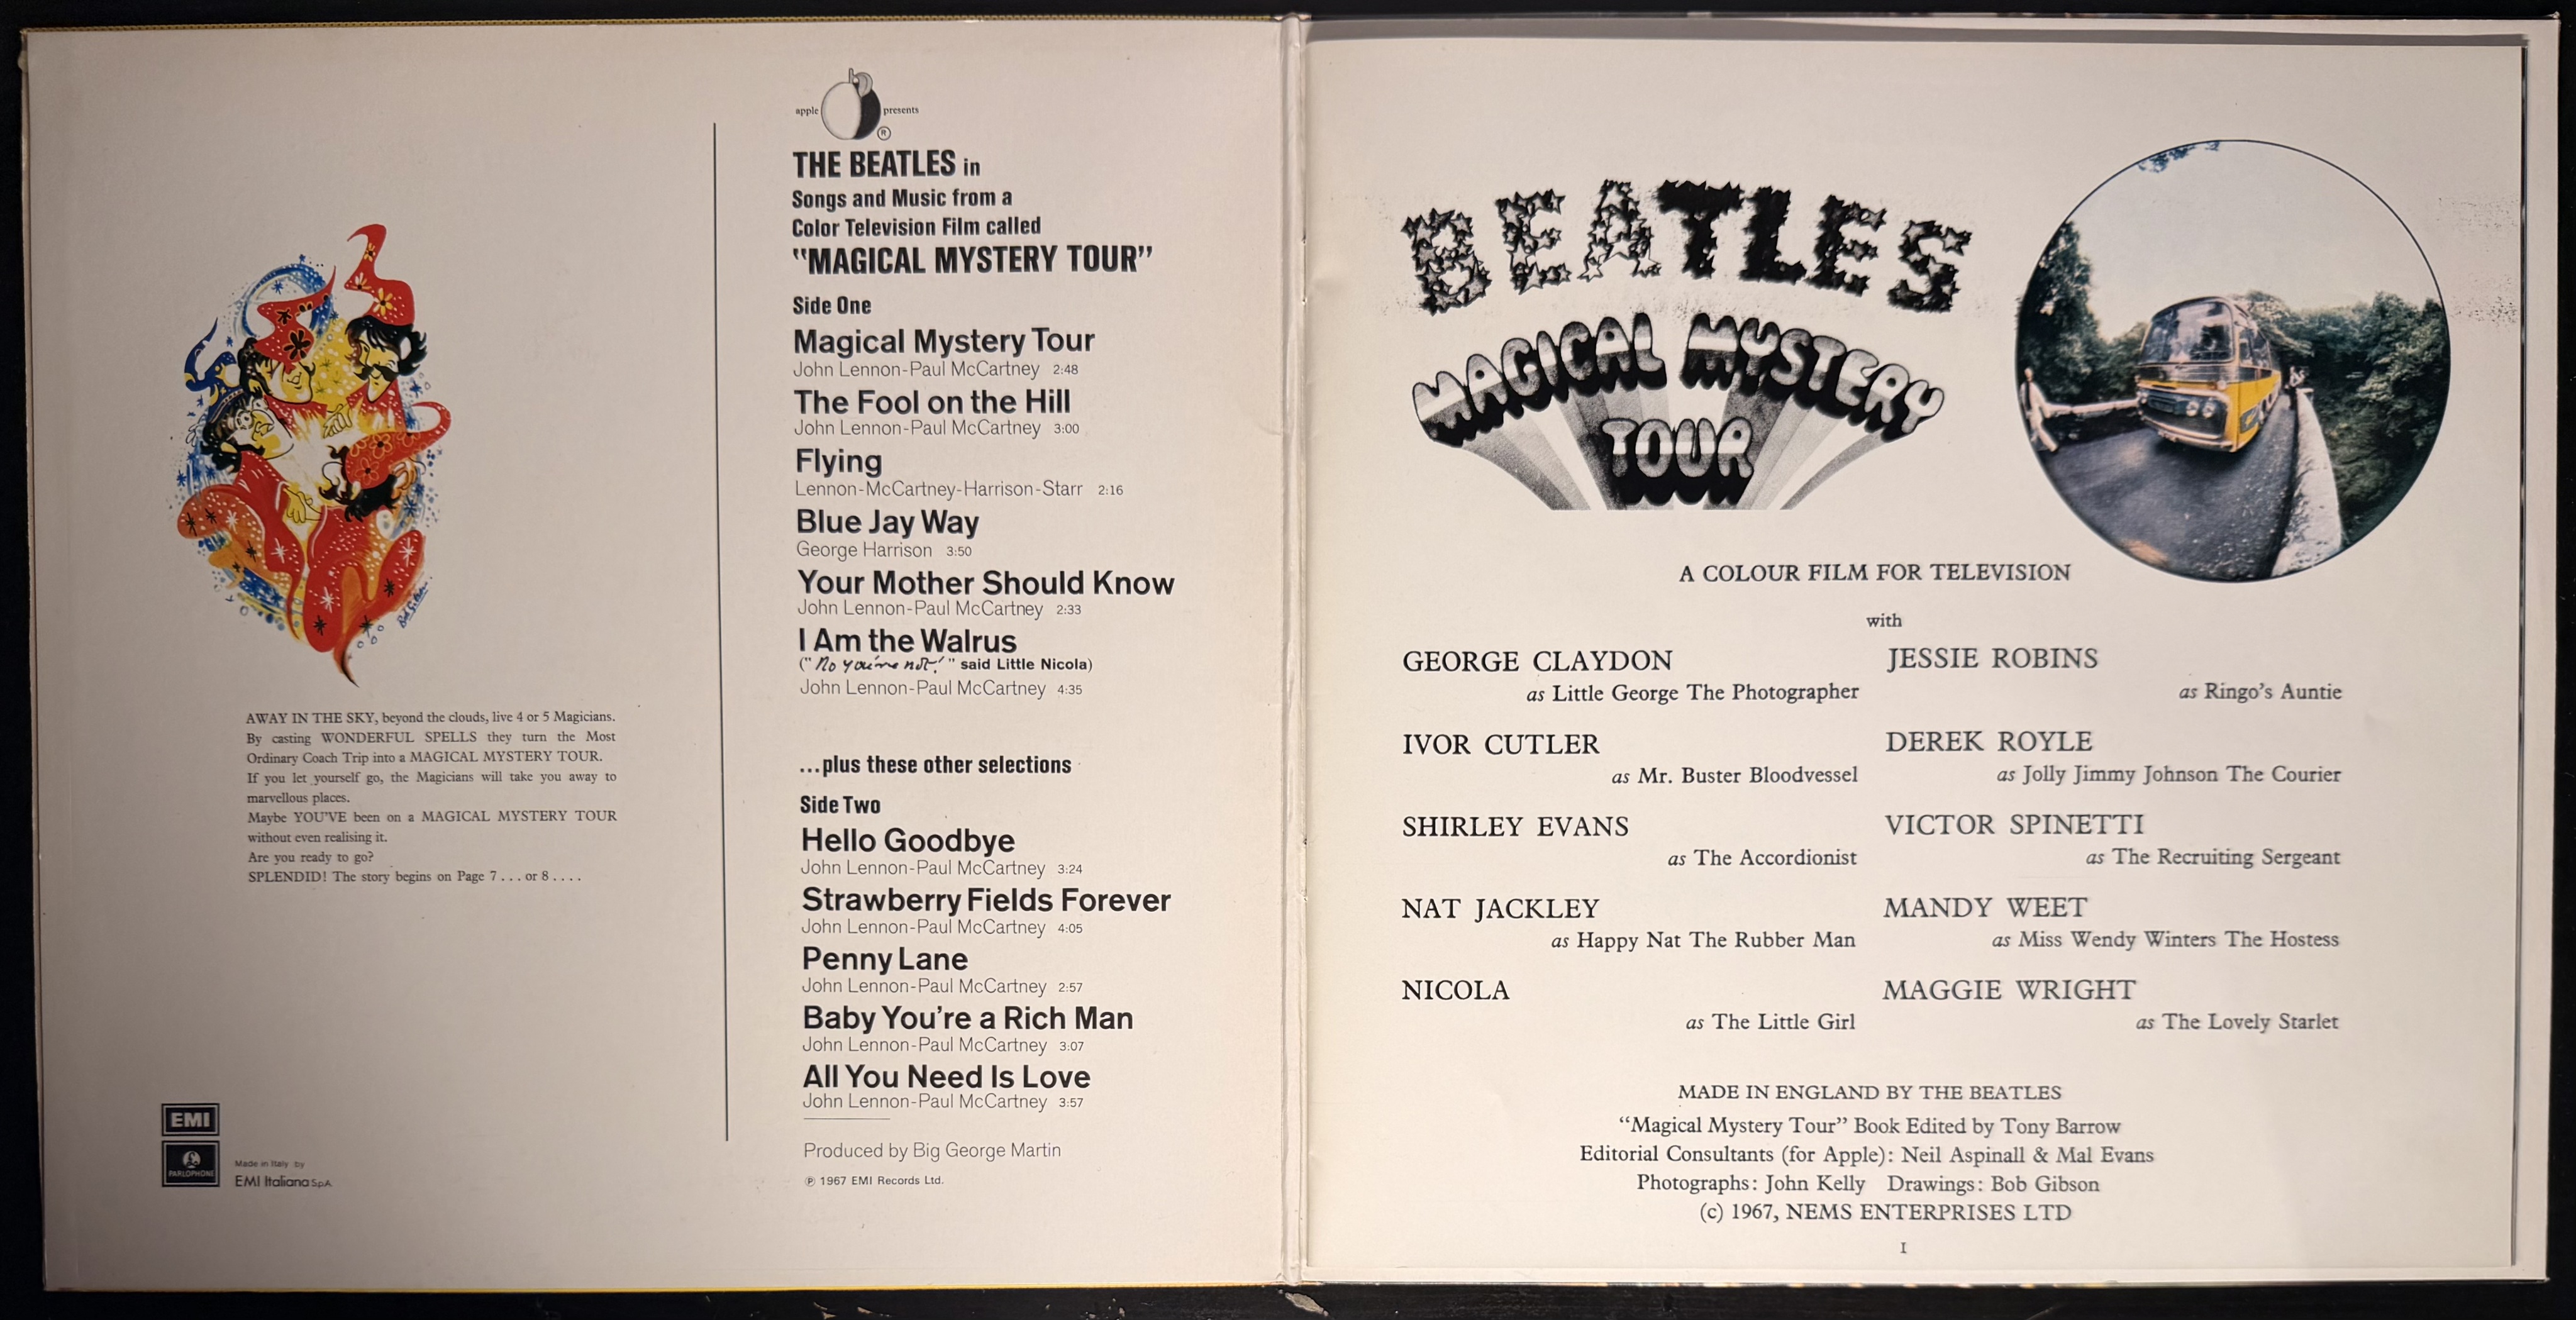 AWAY IN THE SKY, beyond the clouds, live 4 or 5 Magicians.
By casting WONDERFUL SPELLS they turn the Most
Ordinary Coach Trip into a MAGICAL MYSTERY TOUR.
If you let yourself go, the Magicians will take you away to
marvellous places.
Maybe YOU'VE been on a MAGICAL MYSTERY TOUR
without even realising it.
Are you ready to go?
SPLENDID! The story begins on Page 7 . . . or 8 . . . .
EMI
PARLOPHONE
Made in Italy by
EMI Italiana S.p.A.
apple presents
®
THE BEATLES in
Songs and Music from a
Color Television Film called
"MAGICAL MYSTERY TOUR"
Side One
Magical Mystery Tour
John Lennon-Paul McCartney 2:48
The Fool on the Hill
John Lennon-Paul McCartney 3:00
Flying
Lennon-McCartney-Harrison-Starr 2:16
Blue Jay Way
George Harrison 3:50
Your Mother Should Know
John Lennon-Paul McCartney 2:33
I Am the Walrus
("No you're not!" said Little Nicola)
John Lennon-Paul McCartney 4:35
...plus these other selections
Side Two
Hello Goodbye
John Lennon-Paul McCartney 3:24
Strawberry Fields Forever
John Lennon-Paul McCartney 4:05
Penny Lane
John Lennon-Paul McCartney 2:57
Baby You're a Rich Man
John Lennon-Paul McCartney 3:07
All You Need Is Love
John Lennon-Paul McCartney 3:57
Produced by Big George Martin
℗ 1967 EMI Records Ltd.
BEATLES
MAGICAL MYSTERY
TOUR
A COLOUR FILM FOR TELEVISION
with
GEORGE CLAYDON
as Little George The Photographer
JESSIE ROBINS
as Ringo's Auntie
IVOR CUTLER
as Mr. Buster Bloodvessel
DEREK ROYLE
as Jolly Jimmy Johnson The Courier
SHIRLEY EVANS
as The Accordionist
VICTOR SPINETTI
as The Recruiting Sergeant
NAT JACKLEY
as Happy Nat The Rubber Man
MANDY WEET
as Miss Wendy Winters The Hostess
NICOLA
as The Little Girl
MAGGIE WRIGHT
as The Lovely Starlet
MADE IN ENGLAND BY THE BEATLES
"Magical Mystery Tour" Book Edited by Tony Barrow
Editorial Consultants (for Apple): Neil Aspinall & Mal Evans
Photographs: John Kelly Drawings: Bob Gibson
(c) 1967, NEMS ENTERPRISES LTD
I